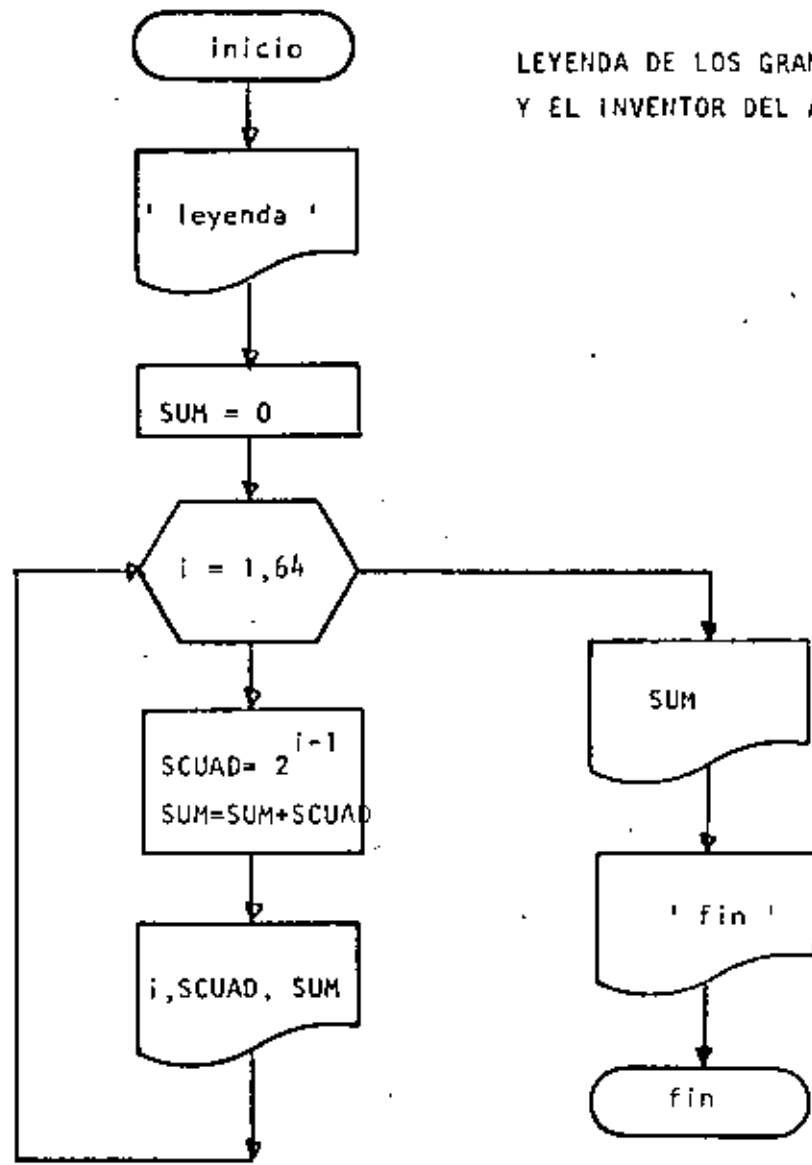 inicio
LEYENDA DE LOS
Y EL INVENTOR DEL
' leyenda '
SUM = 0
i = 1,64
SCUAD= 2 i-1
SUM=SUM+SCUAD
i,SCUAD, SUM
SUM
' fin '
fin